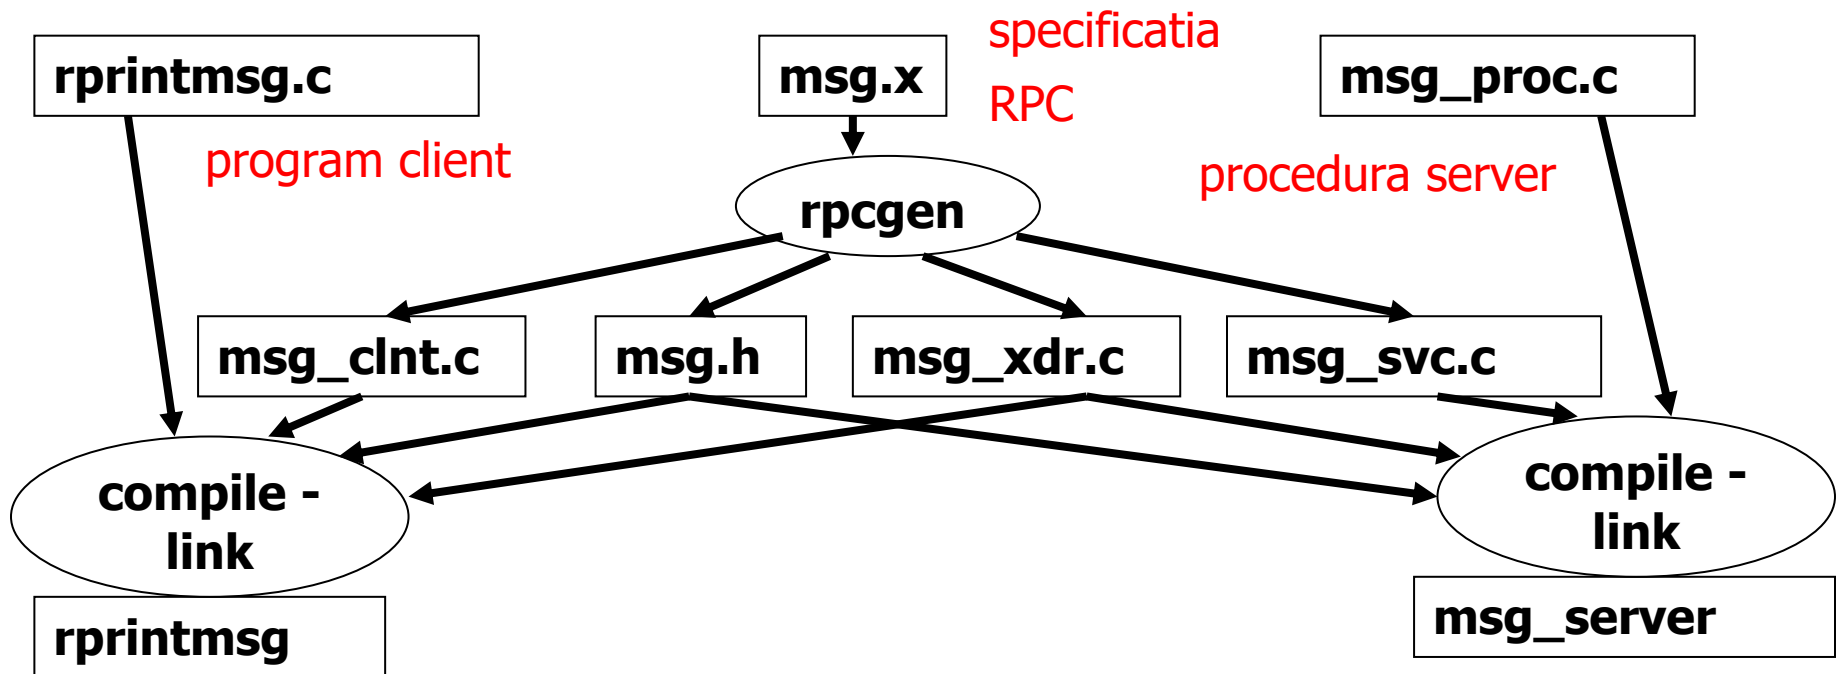 rprintmsg.c
msg.x
specificatia
RPC
msg_proc.c
program client
procedura server
rpcgen
msg_clnt.c
msg.h
msg_xdr.c
msg_svc.c
compile -
link
compile -
link
rprintmsg
msg_server